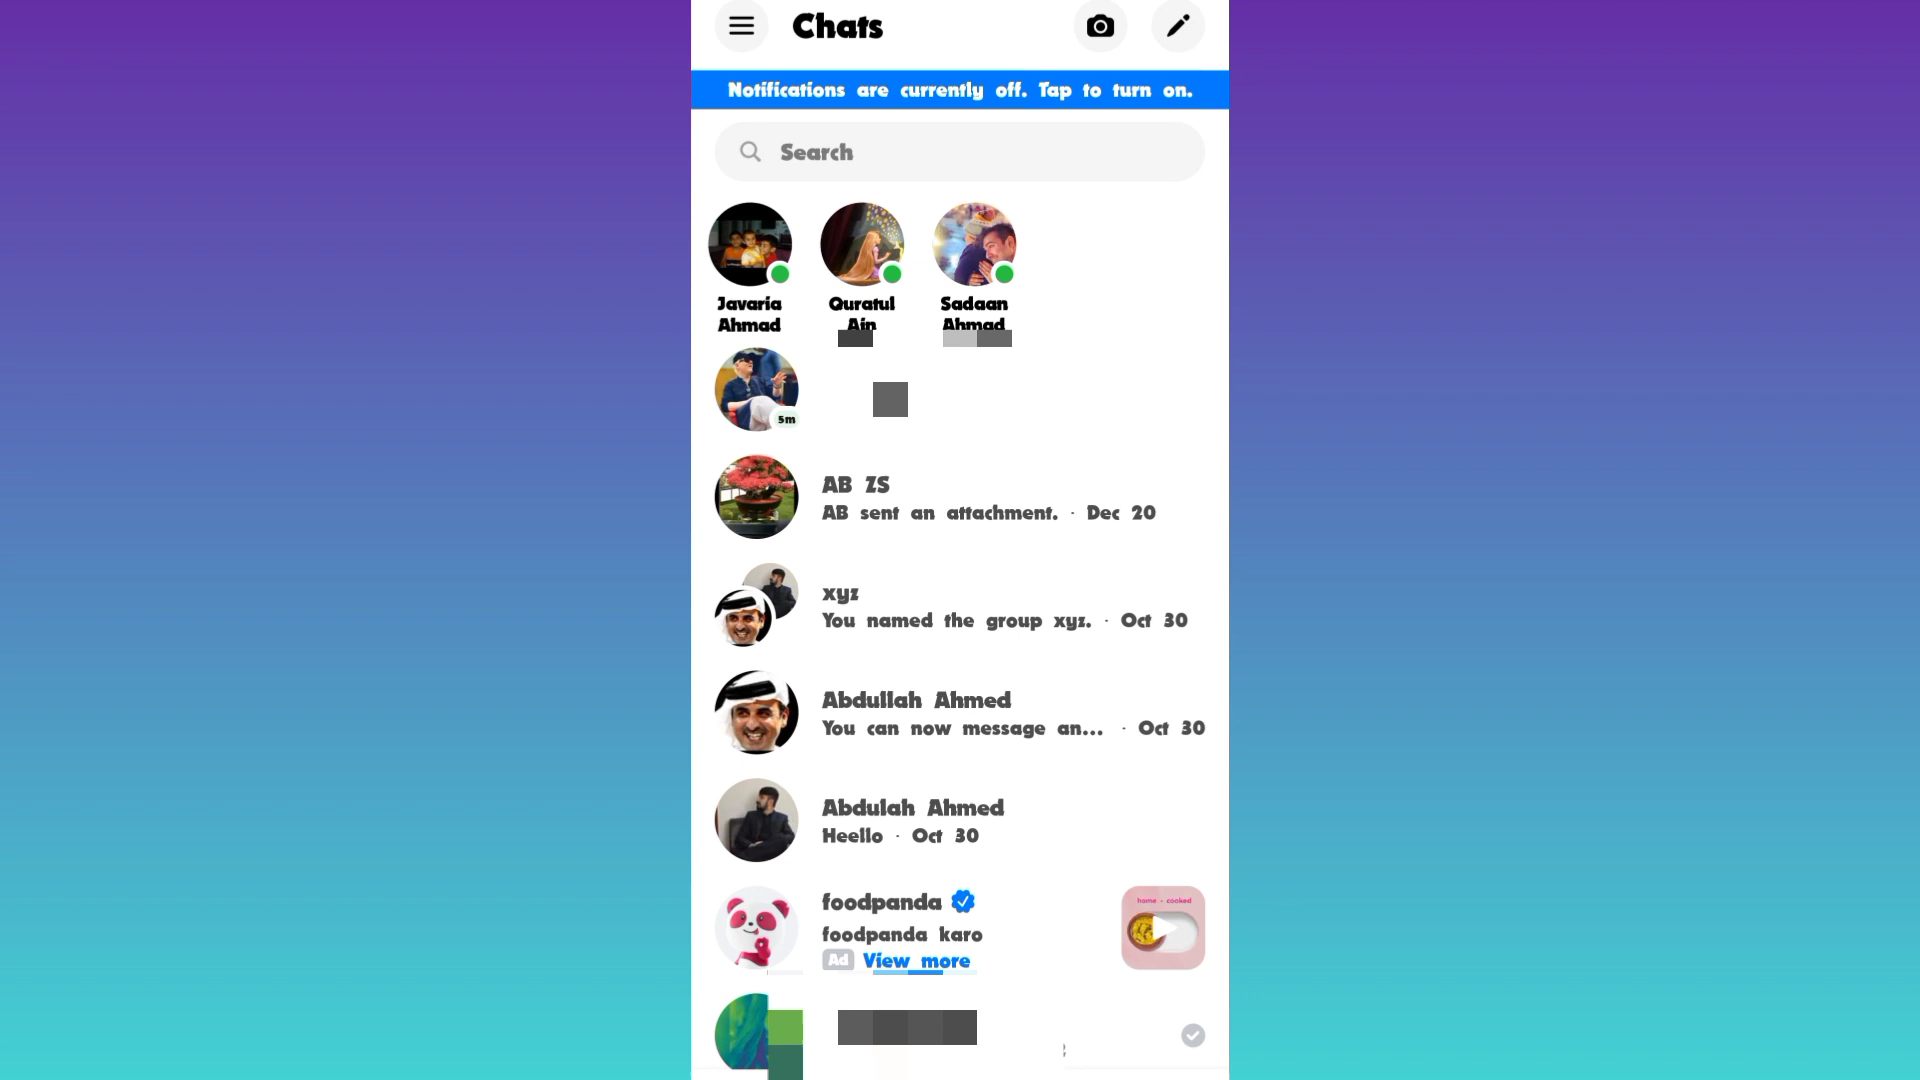 Chats
Notifications are currently off. Tap to turn on.
Search
Javaria
Ahmad
Quratul
Ain
Sadaan
Ahmad
5m
AB ZS
AB sent an attachment. · Dec 20
xyz
You named the group xyz. · Oct 30
Abdullah Ahmed
You can now message an... · Oct 30
Abdulah Ahmed
Heello · Oct 30
foodpanda
foodpanda karo
Ad View more
home - cooked